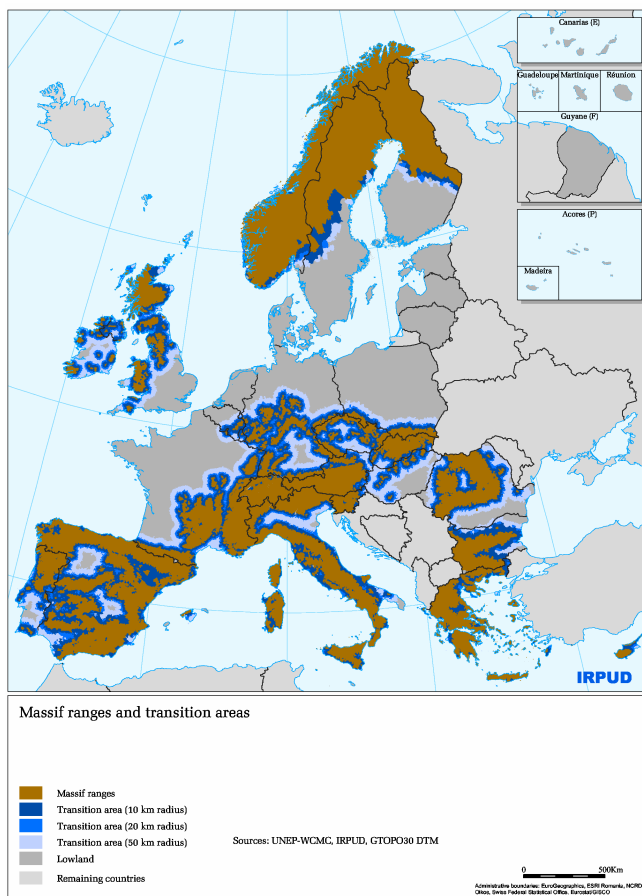 Canarias (E)
Guadeloupe Martinique Réunion
Guyane (F)
Acores (P)
Madeira
IRPUD
Massif ranges and transition areas
Massif ranges
Transition area (10 km radius)
Transition area (20 km radius)
Transition area (50 km radius)
Sources: UNEP-WCMC, IRPUD, GTOPO30 DTM
Lowland
Remaining countries
0 500Km
Administrative boundaries: EuroGeographics, ESRI Romania, NCRD
Oikos, Swiss Federal Statistical Office, Eurostat/GISCO